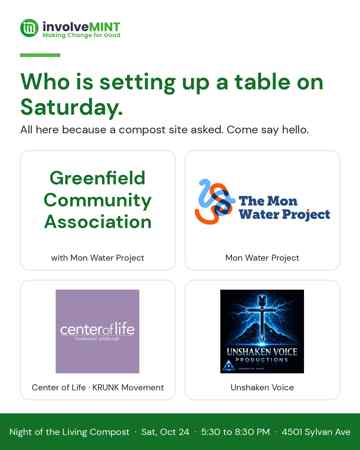 involveMINT
Making Change for Good
Who is setting up a table on
Saturday.
All here because a compost site asked. Come say hello.
Greenfield
Community
Association
with Mon Water Project
The Mon
Water Project
Mon Water Project
centeroflife
Center of Life · KRUNK Movement
UNSHAKEN VOICE
PRODUCTIONS
Unshaken Voice
Night of the Living Compost · Sat, Oct 24 · 5:30 to 8:30 PM · 4501 Sylvan Ave